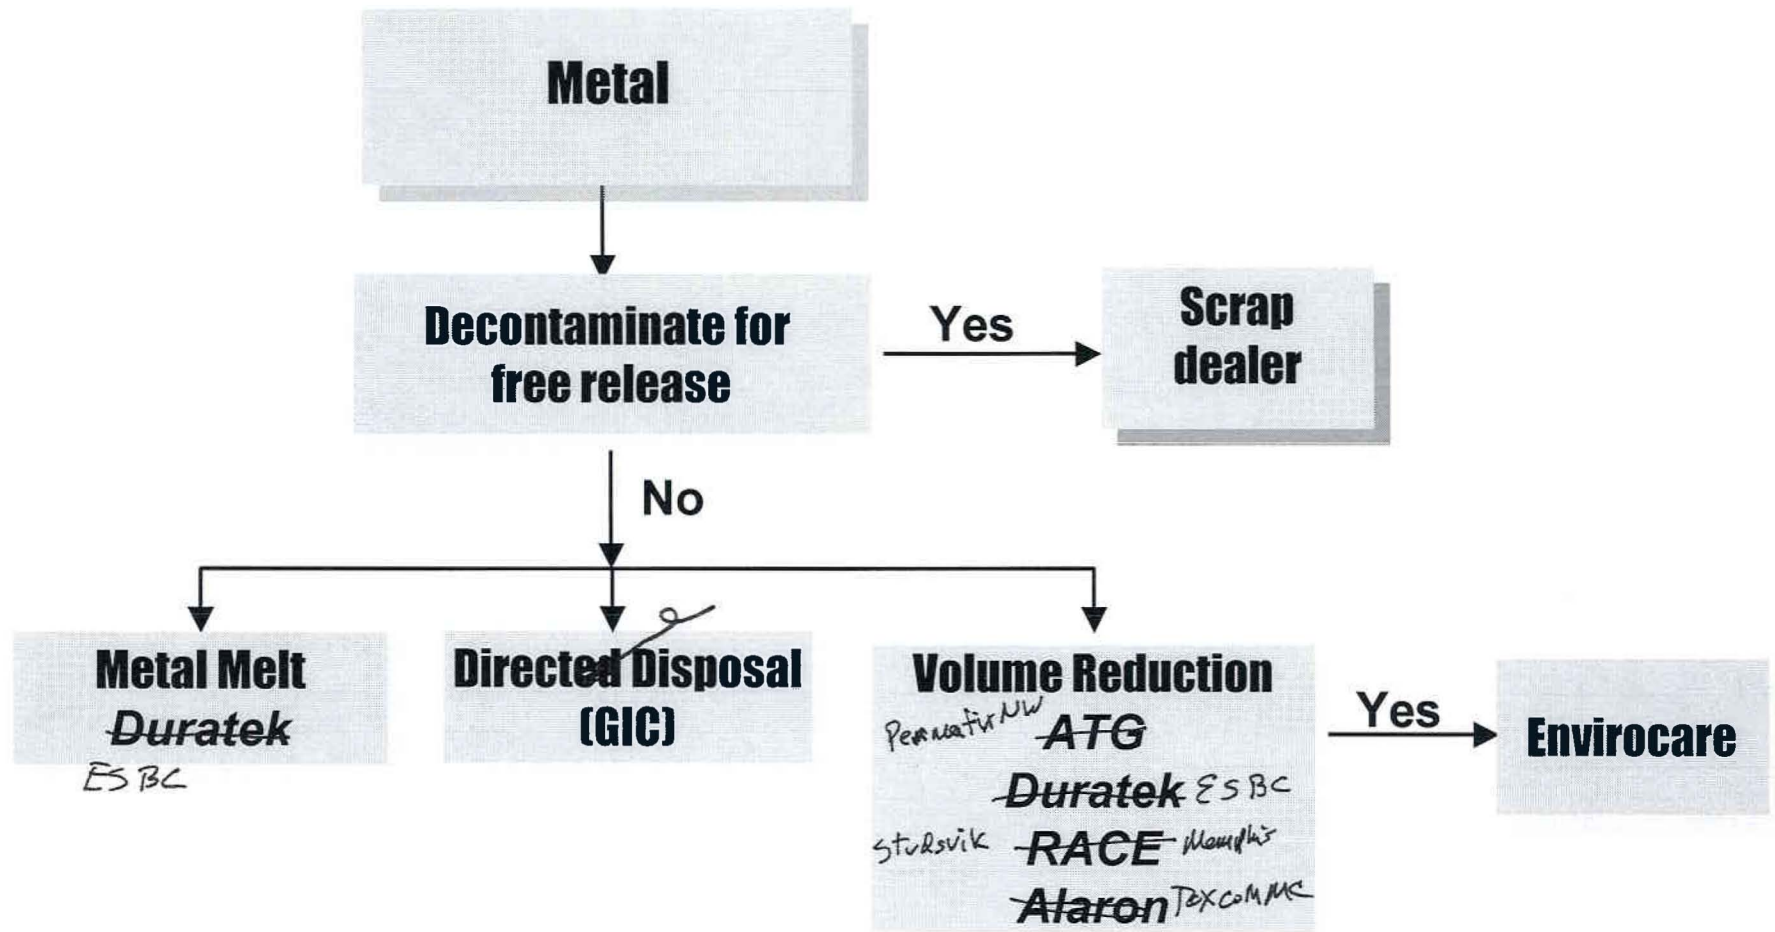 Metal
Decontaminate for
free release
Yes
Scrap
dealer
No
Metal Melt
Duratek
ESBC
Directed Disposal
(GIC)
Volume Reduction
NW ATG
Duratek ESBC
Studsvik RACE Memphis
Alaron
Yes
Envirocare